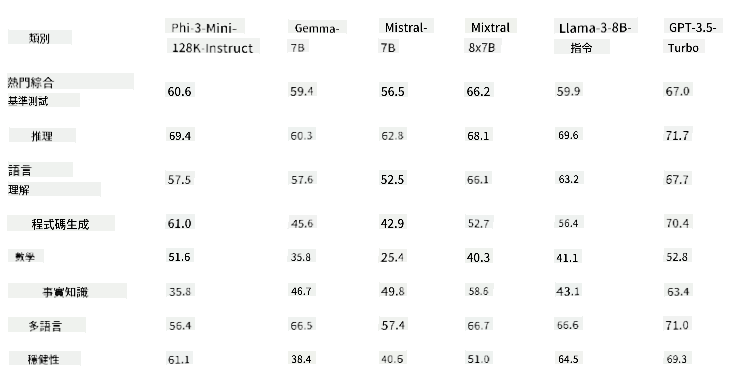 類別 Phi-3-Mini- Gemma- Mistral- Mixtral Llama-3-8B- GPT-3.5-
128K-Instruct 7B 7B 8x7B 指令 Turbo
熱門綜合
基準測試 60.6 59.4 56.5 66.2 59.9 67.0
推理 69.4 60.3 62.8 68.1 69.6 71.7
語言
理解 57.5 57.6 52.5 66.1 63.2 67.7
程式碼生成 61.0 45.6 42.9 52.7 56.4 70.4
數學 51.6 35.8 25.4 40.3 41.1 52.8
事實知識 35.8 46.7 49.8 58.6 43.1 63.4
多語言 56.4 66.5 57.4 66.7 66.6 71.0
穩健性 61.1 38.4 40.6 51.0 64.5 69.3